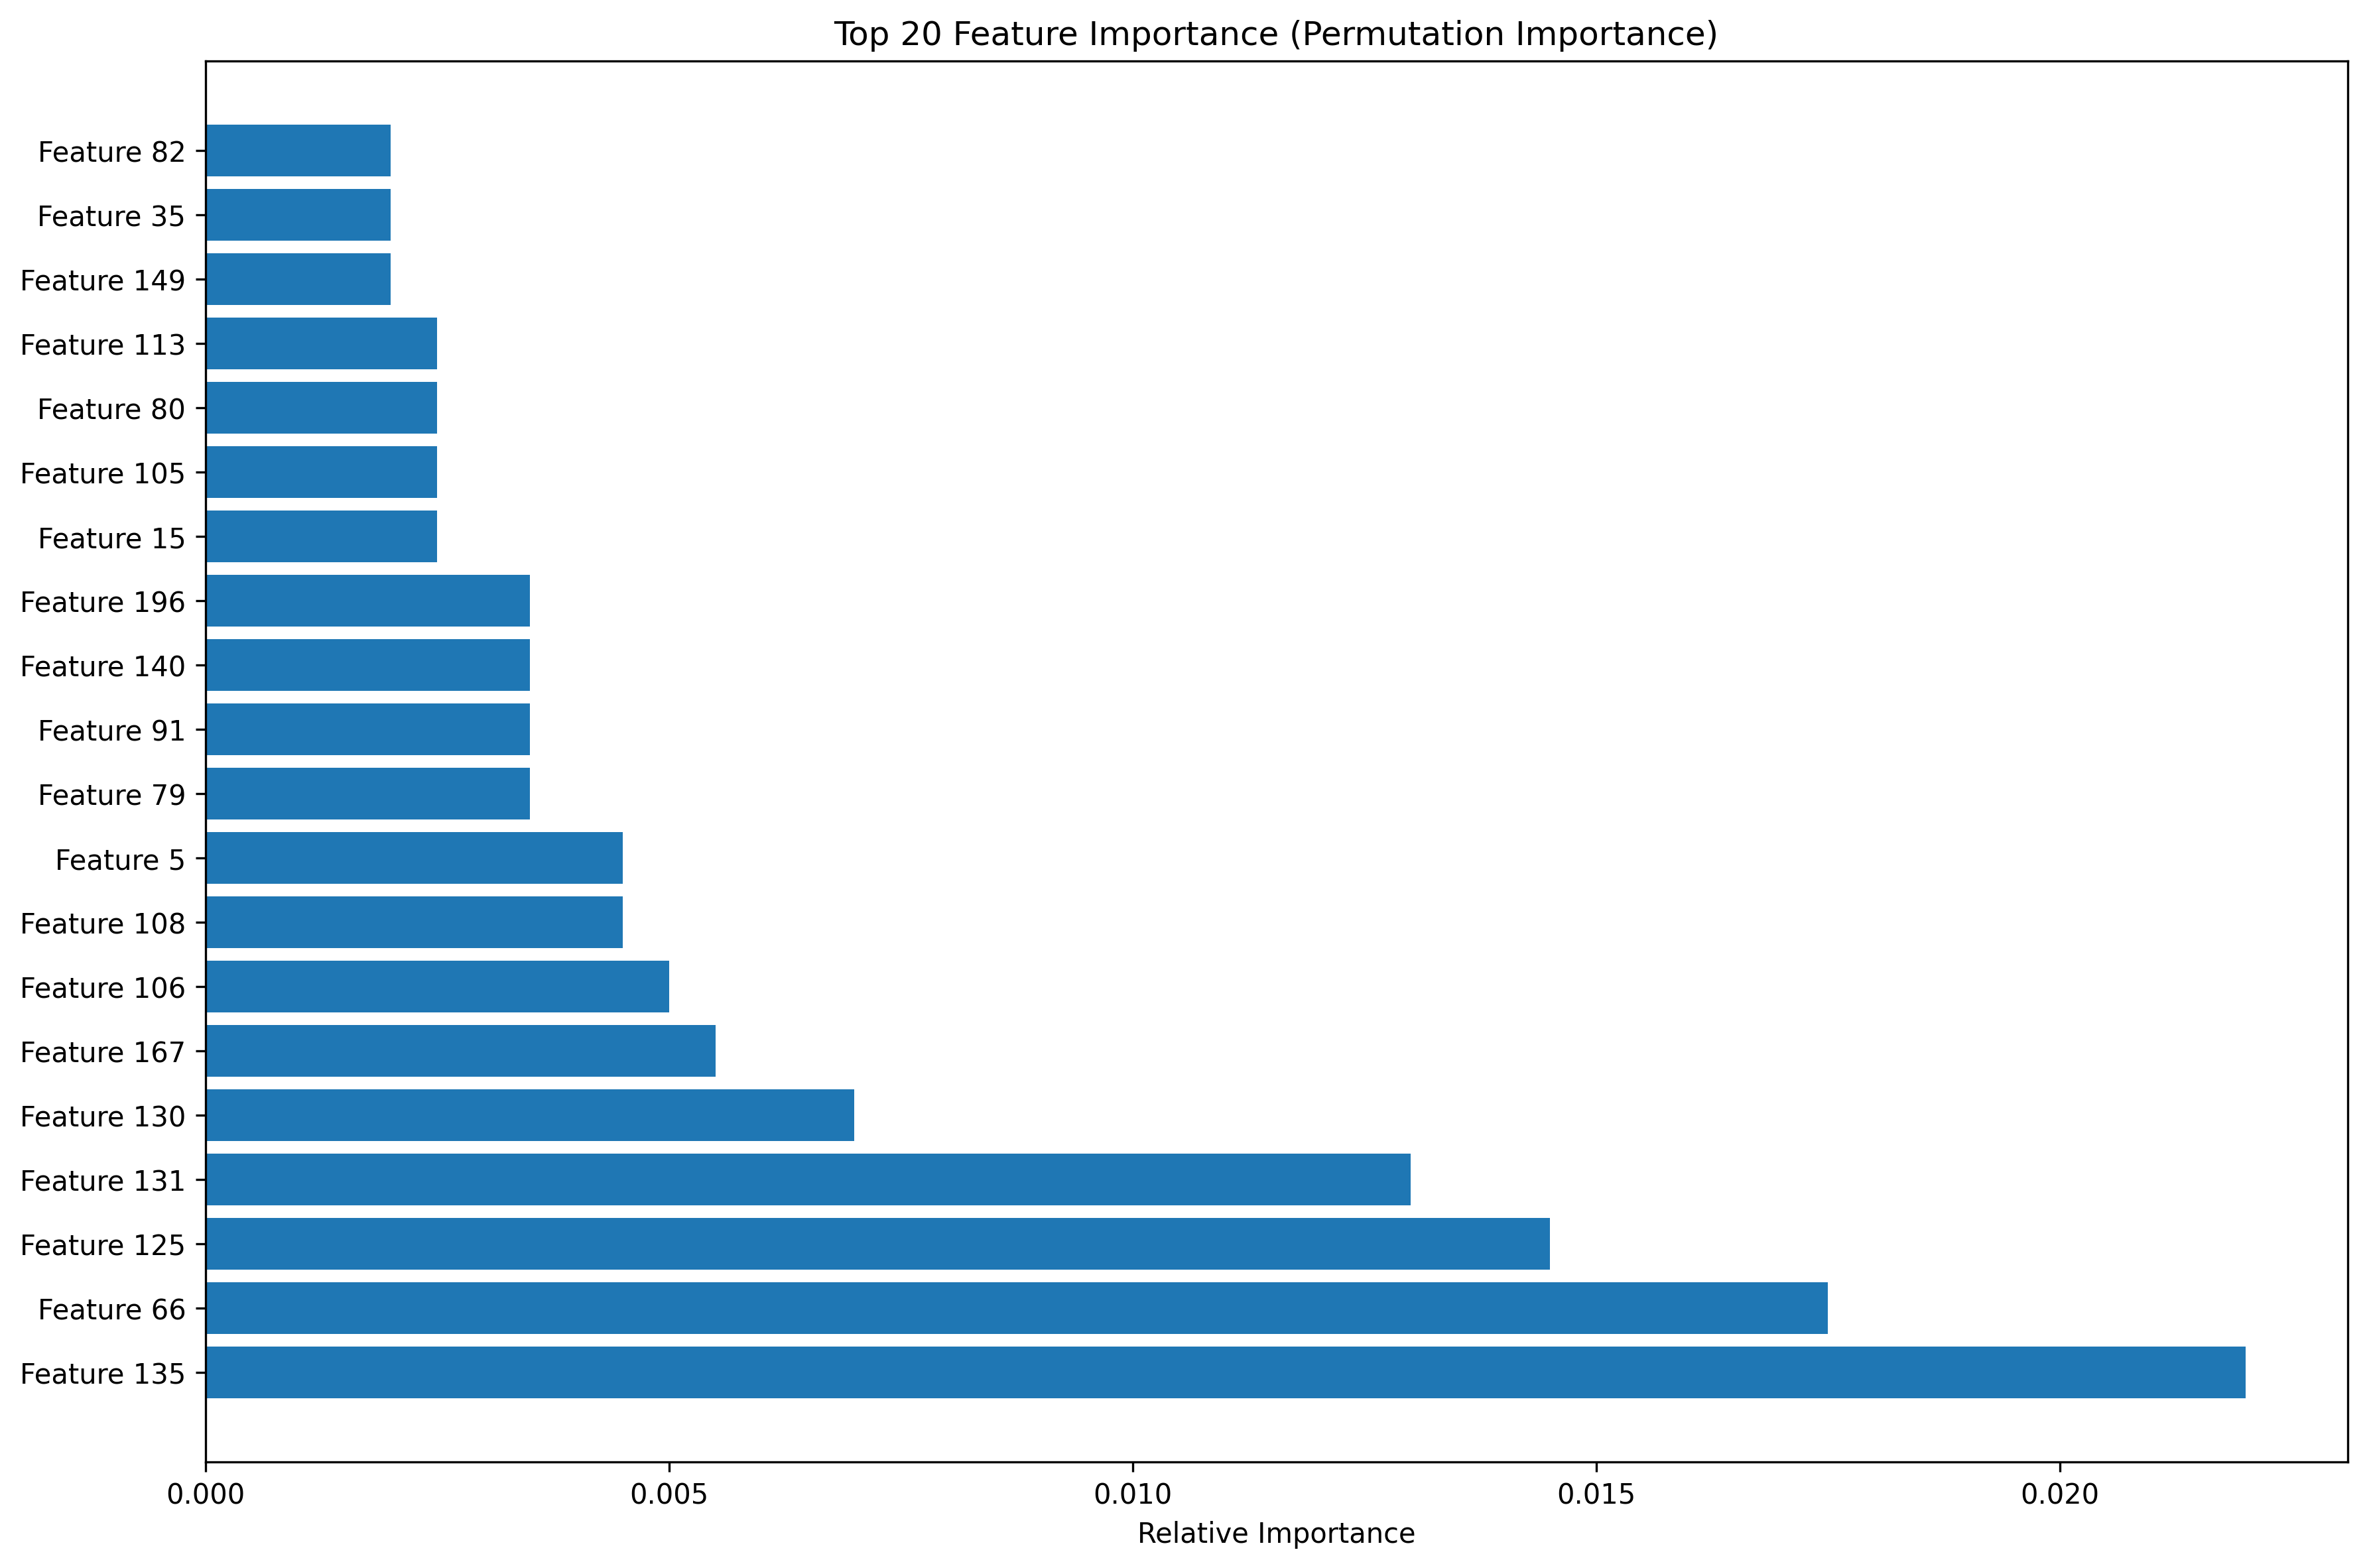 Top 20 Feature Importance (Permutation Importance)
Feature 82
Feature 35
Feature 149
Feature 113
Feature 80
Feature 105
Feature 15
Feature 196
Feature 140
Feature 91
Feature 79
Feature 5
Feature 108
Feature 106
Feature 167
Feature 130
Feature 131
Feature 125
Feature 66
Feature 135
0.000 0.005 0.010 0.015 0.020
Relative Importance